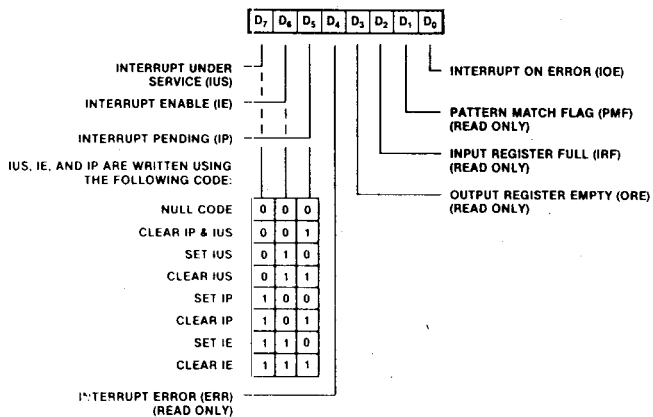 D7 D6 D5 D4 D3 D2 D1 D0
INTERRUPT UNDER
SERVICE (IUS)
INTERRUPT ENABLE (IE)
INTERRUPT PENDING (IP)
IUS, IE, AND IP ARE WRITTEN USING
THE FOLLOWING CODE:
NULL CODE 0 0 0
CLEAR IP & IUS 0 0 1
SET IUS 0 1 0
CLEAR IUS 0 1 1
SET IP 1 0 0
CLEAR IP 1 0 1
SET IE 1 1 0
CLEAR IE 1 1 1
INTERRUPT ERROR (ERR)
(READ ONLY)
INTERRUPT ON ERROR (IOE)
PATTERN MATCH FLAG (PMF)
(READ ONLY)
INPUT REGISTER FULL (IRF)
(READ ONLY)
OUTPUT REGISTER EMPTY (ORE)
(READ ONLY)